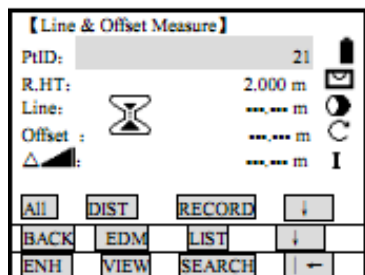 【Line & Offset Measure】
PtID: 21
R.HT: 2.000 m
Line: ---.--- m
Offset : ---.--- m
△◢: ---.--- m I
All DIST RECORD ↓
BACK EDM LIST ↓
ENH VIEW SEARCH |←